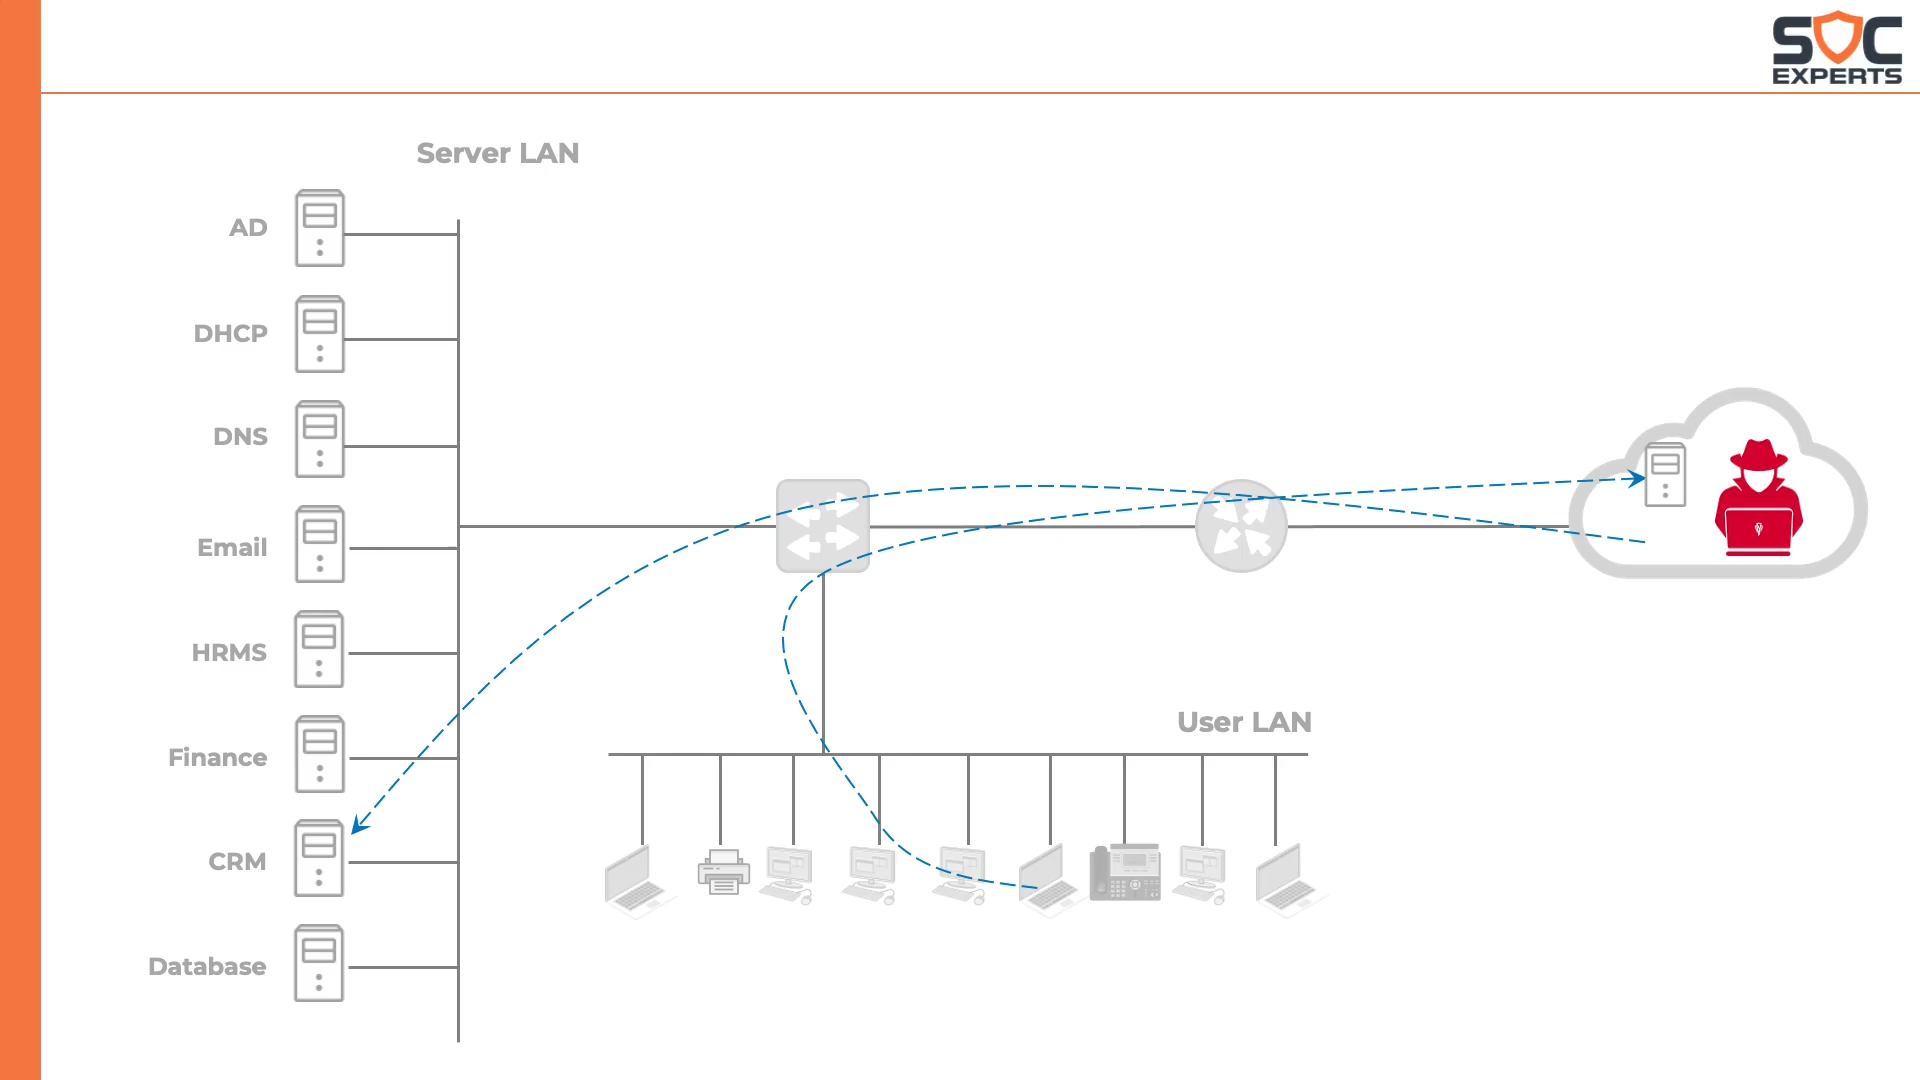 SOC
EXPERTS
Server LAN
AD
DHCP
DNS
Email
HRMS
Finance
CRM
Database
User LAN